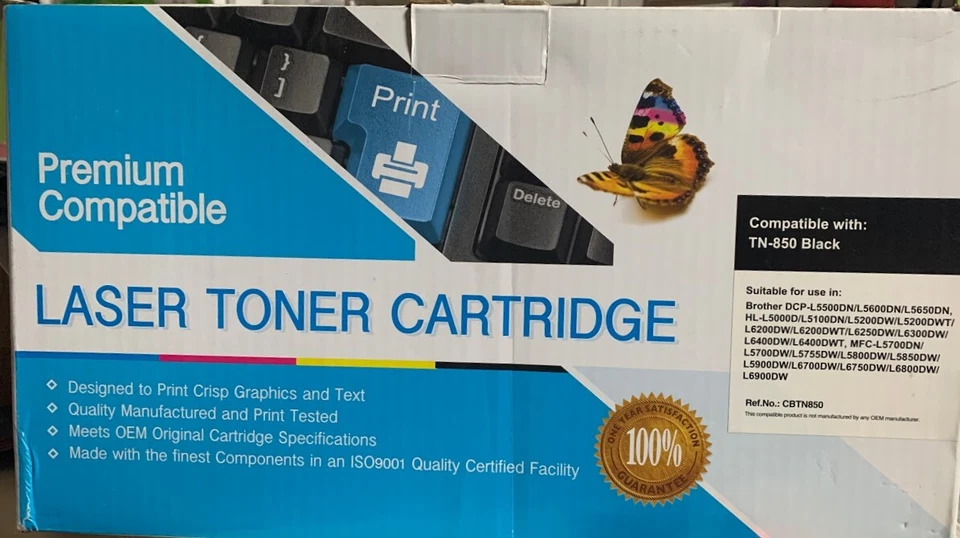 }
]
Print
Delete
Premium
Compatible
LASER TONER CARTRIDGE
Designed to Print Crisp Graphics and Text
Quality Manufactured and Print Tested
Meets OEM Original Cartridge Specifications
Made with the finest Components in an ISO9001 Quality Certified Facility
ONE YEAR SATISFACTION
100%
GUARANTEE
Compatible with:
TN-850 Black
Suitable for use in:
Brother DCP-L5500DN/L5600DN/L5650DN,
HL-L5000D/L5100DN/L5200DW/L5200DWT/
L6200DW/L6200DWT/L6250DW/L6300DW/
L6400DW/L6400DWT, MFC-L5700DN/
L5700DW/L5755DW/L5800DW/L5850DW/
L5900DW/L6700DW/L6750DW/L6800DW/
L6900DW
Ref.No.: CBTN850
This compatible product is not manufactured by any OEM manufacturer.